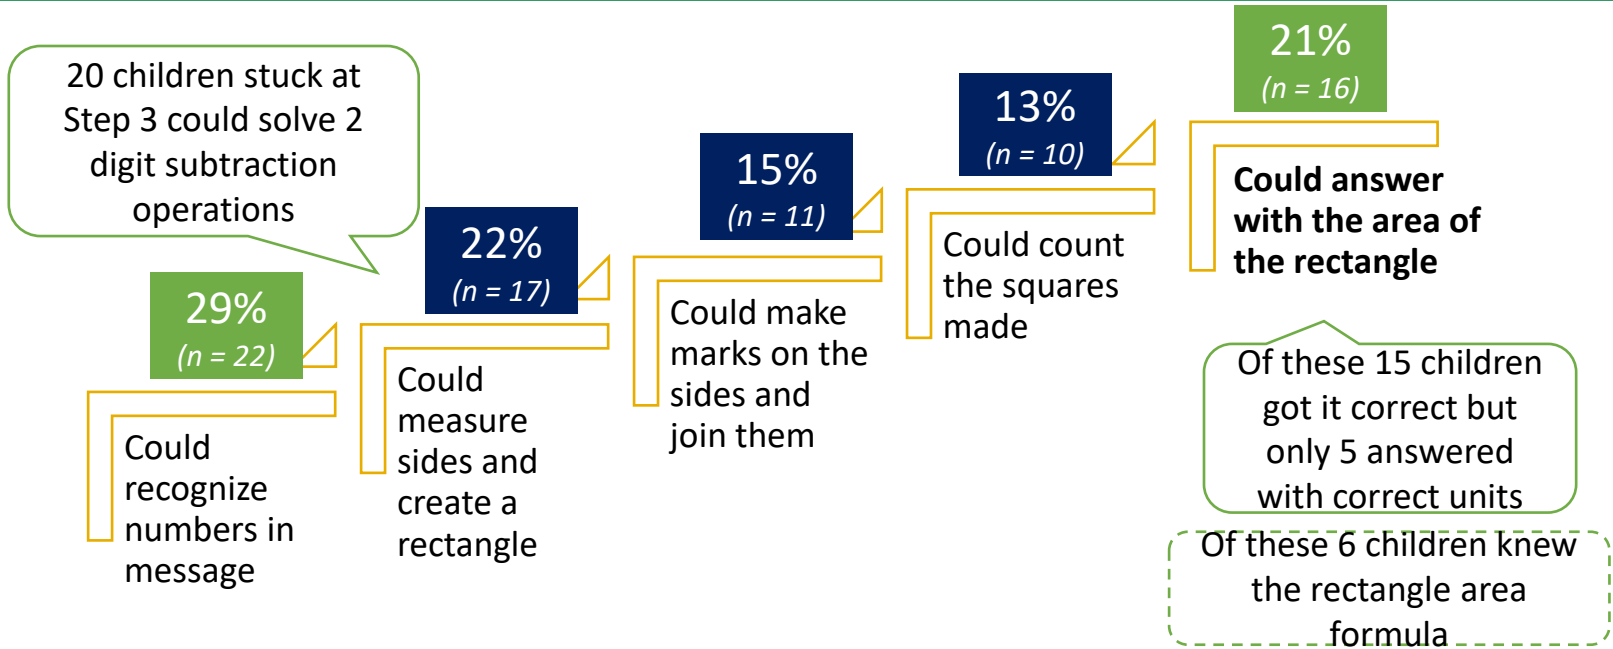 20 children stuck at
Step 3 could solve 2
digit subtraction
operations
29%
(n = 22)
Could
recognize
numbers in
message
22%
(n = 17)
Could
measure
sides and
create a
rectangle
15%
(n = 11)
Could make
marks on the
sides and
join them
13%
(n = 10)
Could count
the squares
made
21%
(n = 16)
Could answer
with the area of
the rectangle
Of these 15 children
got it correct but
only 5 answered
with correct units
Of these 6 children knew
the rectangle area
formula